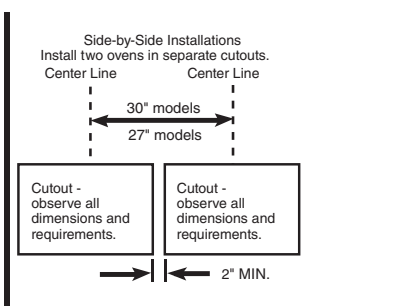 Side-by-Side Installations
Install two ovens in separate cutouts.
Center Line Center Line
30" models
27" models
Cutout -
observe all
dimensions and
requirements.
Cutout -
observe all
dimensions and
requirements.
2" MIN.